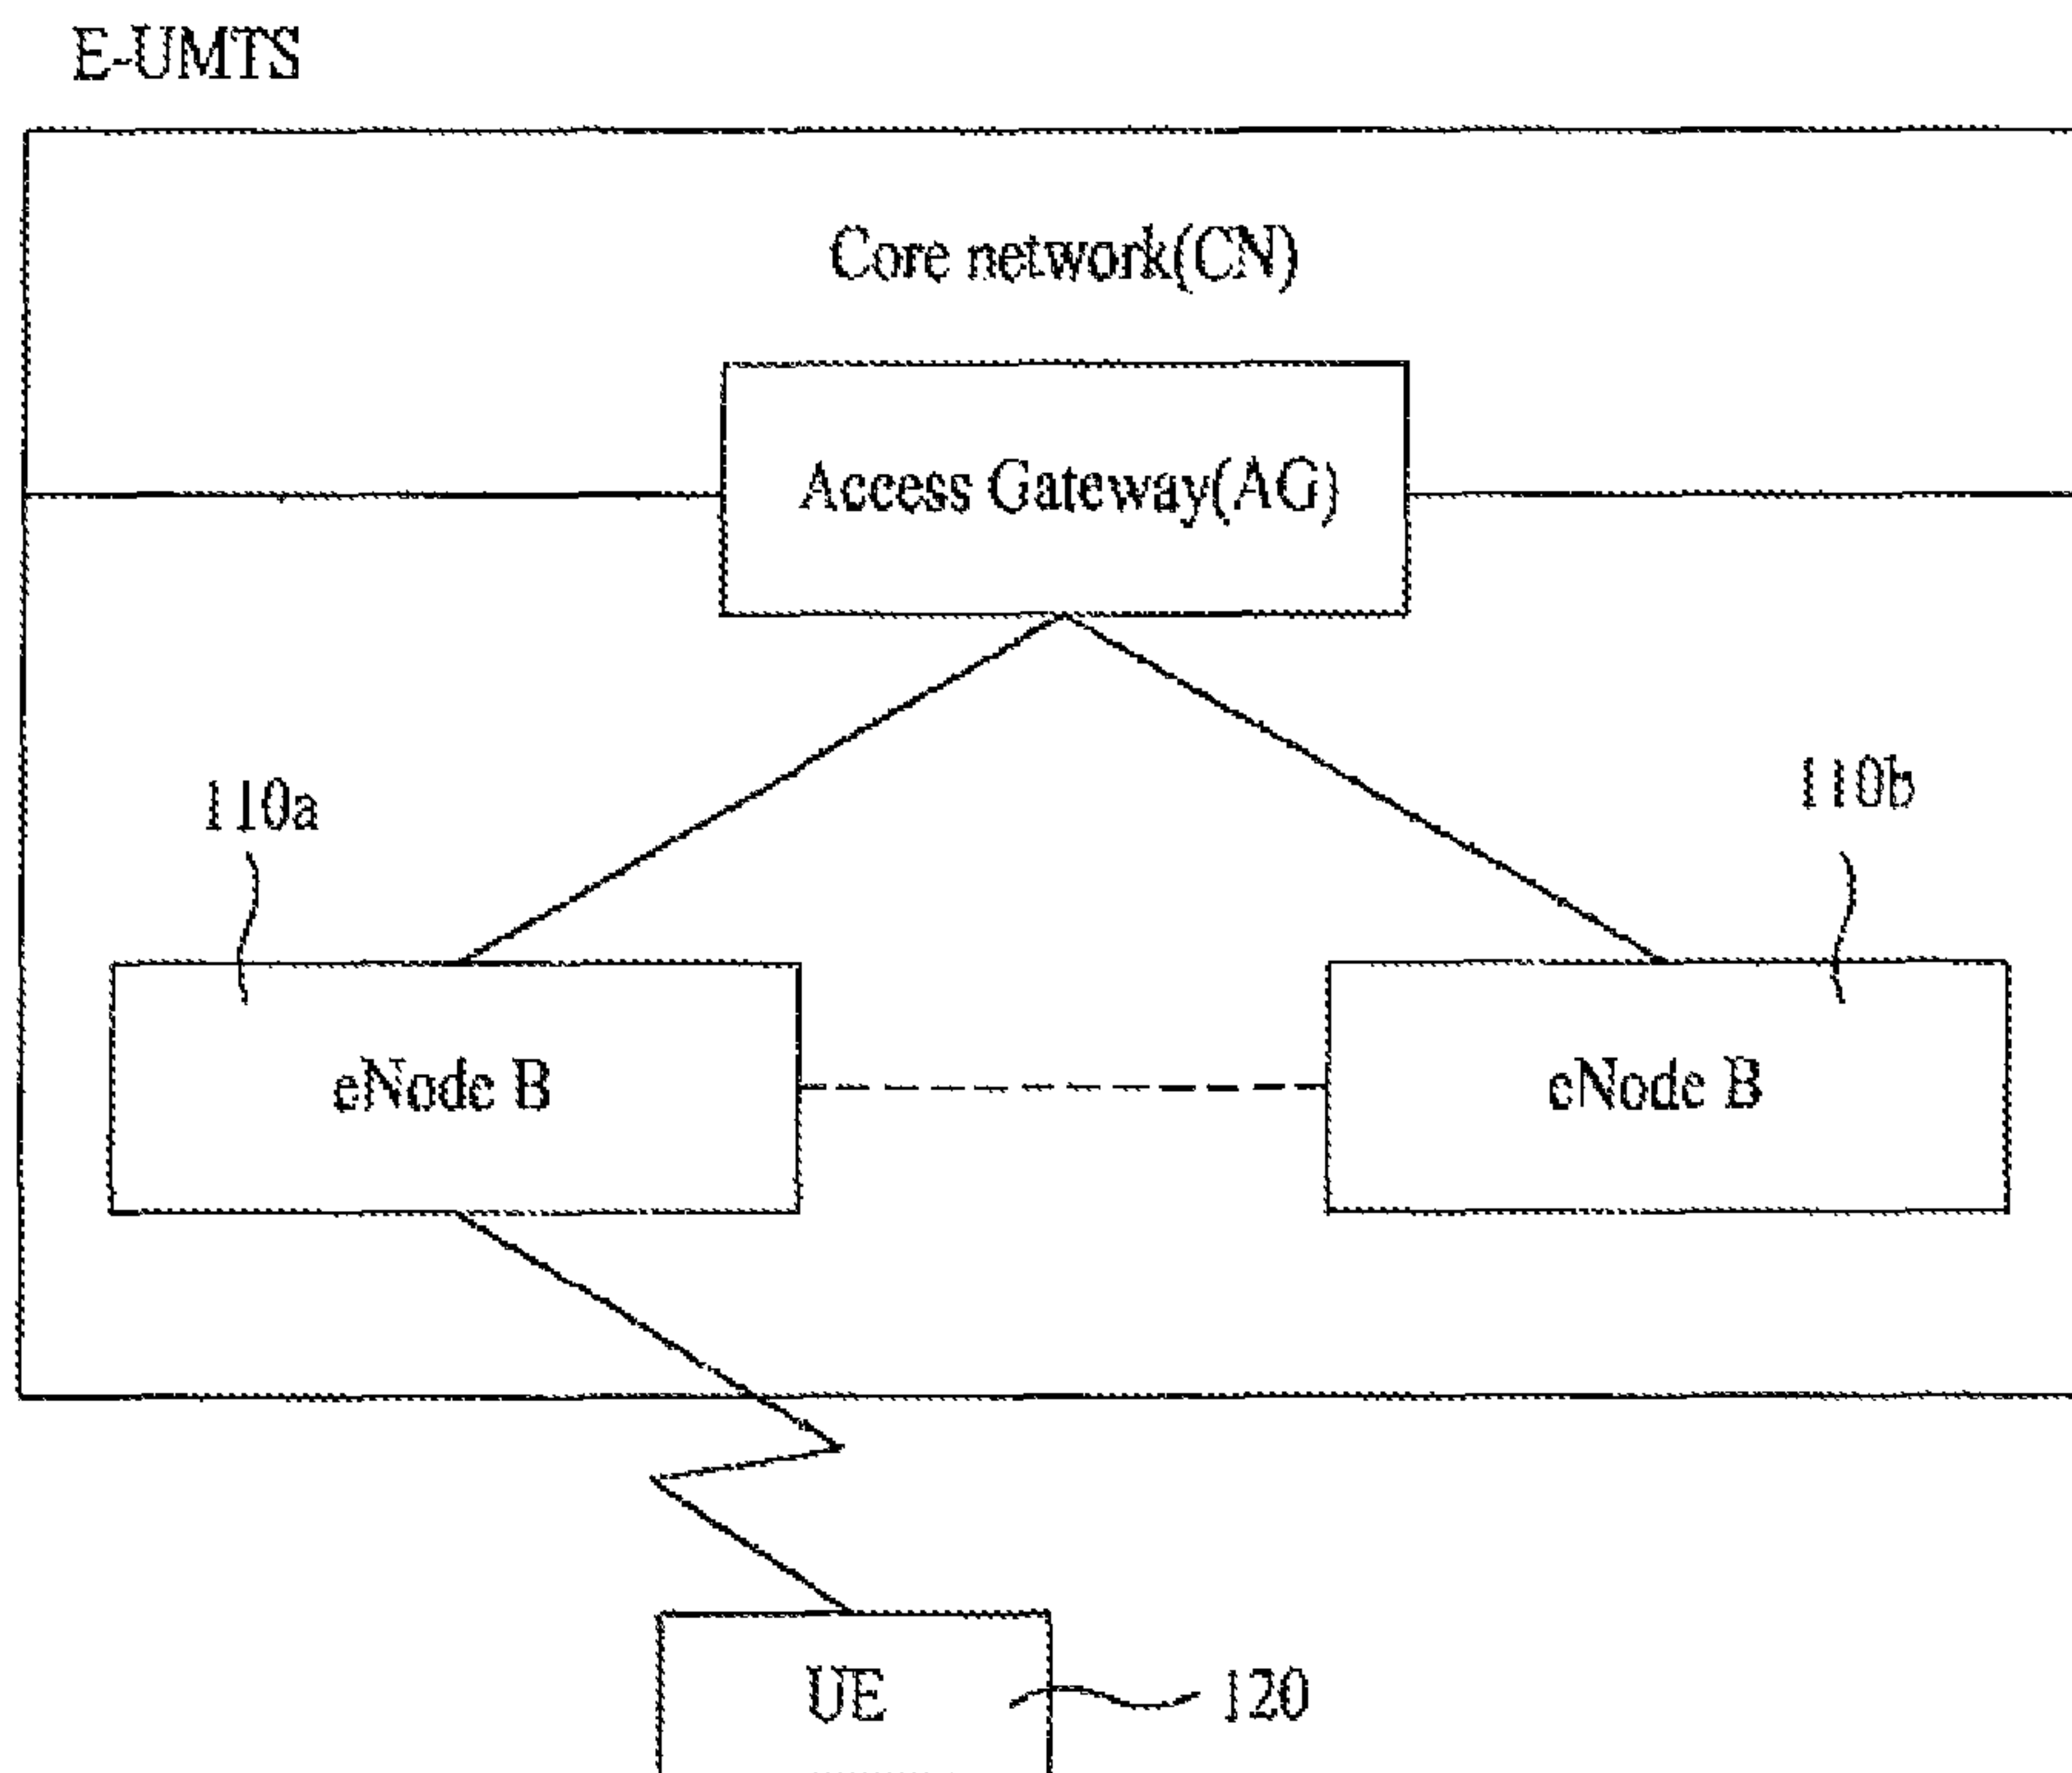 E-UMTS
Core network(CN)
Access Gateway(AG)
110a
110b
eNode B
eNode B
UE
120